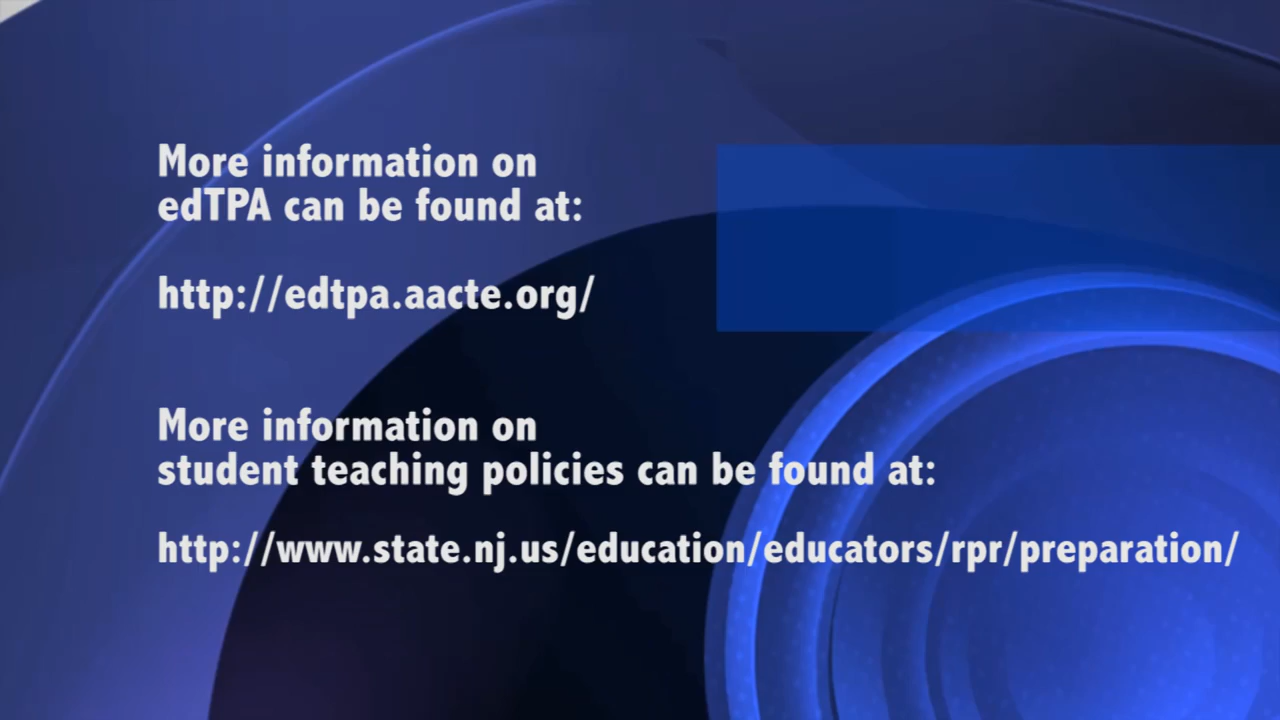 More information on
edTPA can be found at:
http://edtpa.aacte.org/
More information on
student teaching policies can be found at:
http://www.state.nj.us/education/educators/rpr/preparation/